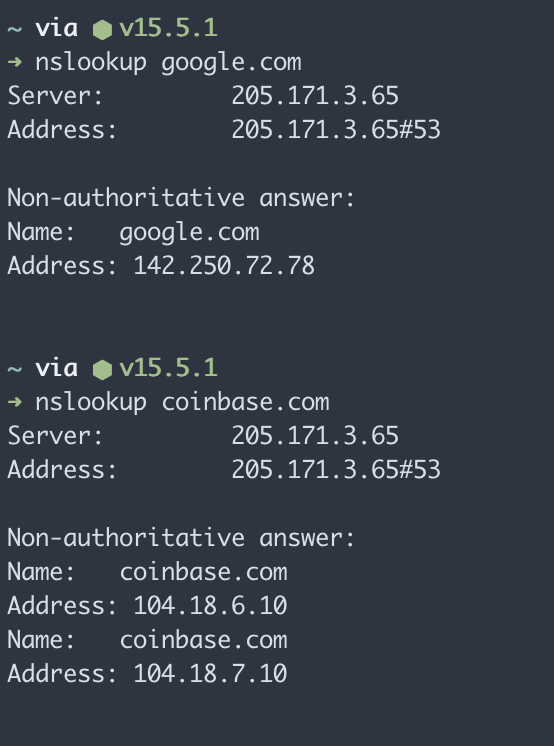 ~ via ⬢ v15.5.1
➜ nslookup google.com
Server:		205.171.3.65
Address:	205.171.3.65#53

Non-authoritative answer:
Name:	google.com
Address: 142.250.72.78

~ via ⬢ v15.5.1
➜ nslookup coinbase.com
Server:		205.171.3.65
Address:	205.171.3.65#53

Non-authoritative answer:
Name:	coinbase.com
Address: 104.18.6.10
Name:	coinbase.com
Address: 104.18.7.10